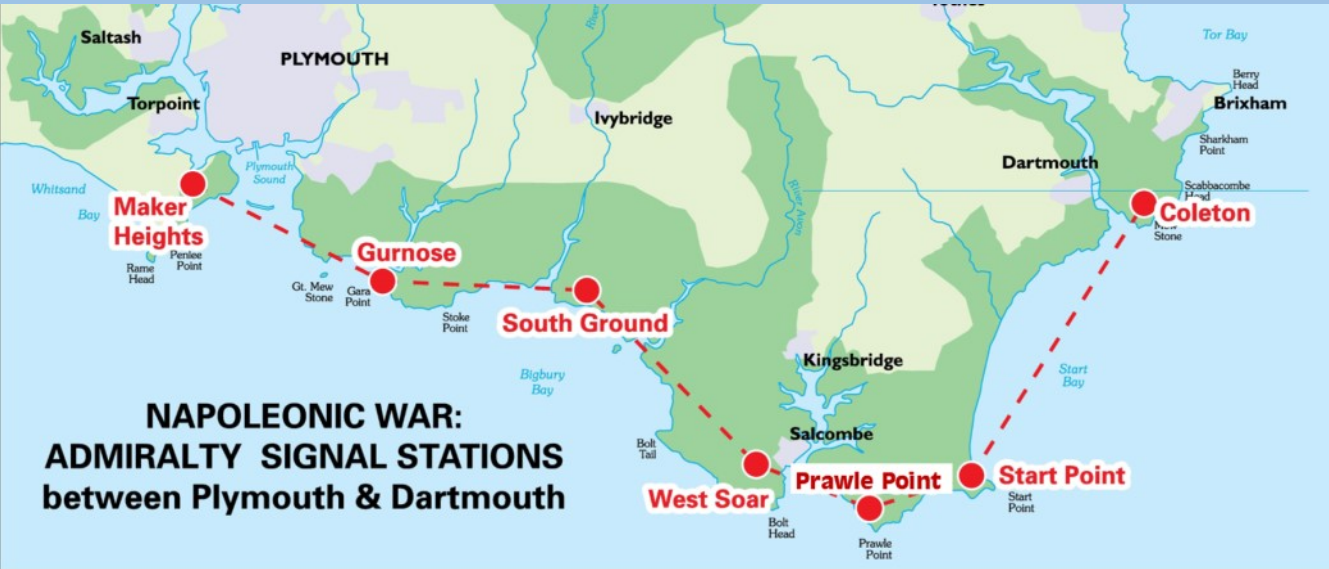 Saltash
PLYMOUTH
Torpoint
Ivybridge
River
River Avon
Tor Bay
Berry
Head
Brixham
Sharkham
Point
Dartmouth
Scabbacombe
Head
Coleton
Mew
Stone
Whitsand
Bay
Plymouth
Sound
Maker
Heights
Penlee
Point
Rame
Head
Gurnose
Gt. Mew
Stone
Gara
Point
Stoke
Point
South Ground
Bigbury
Bay
Kingsbridge
Start
Bay
NAPOLEONIC WAR:
ADMIRALTY SIGNAL STATIONS
between Plymouth & Dartmouth
Bolt
Tail
Salcombe
West Soar
Prawle Point
Start Point
Start
Point
Bolt
Head
Prawle
Point